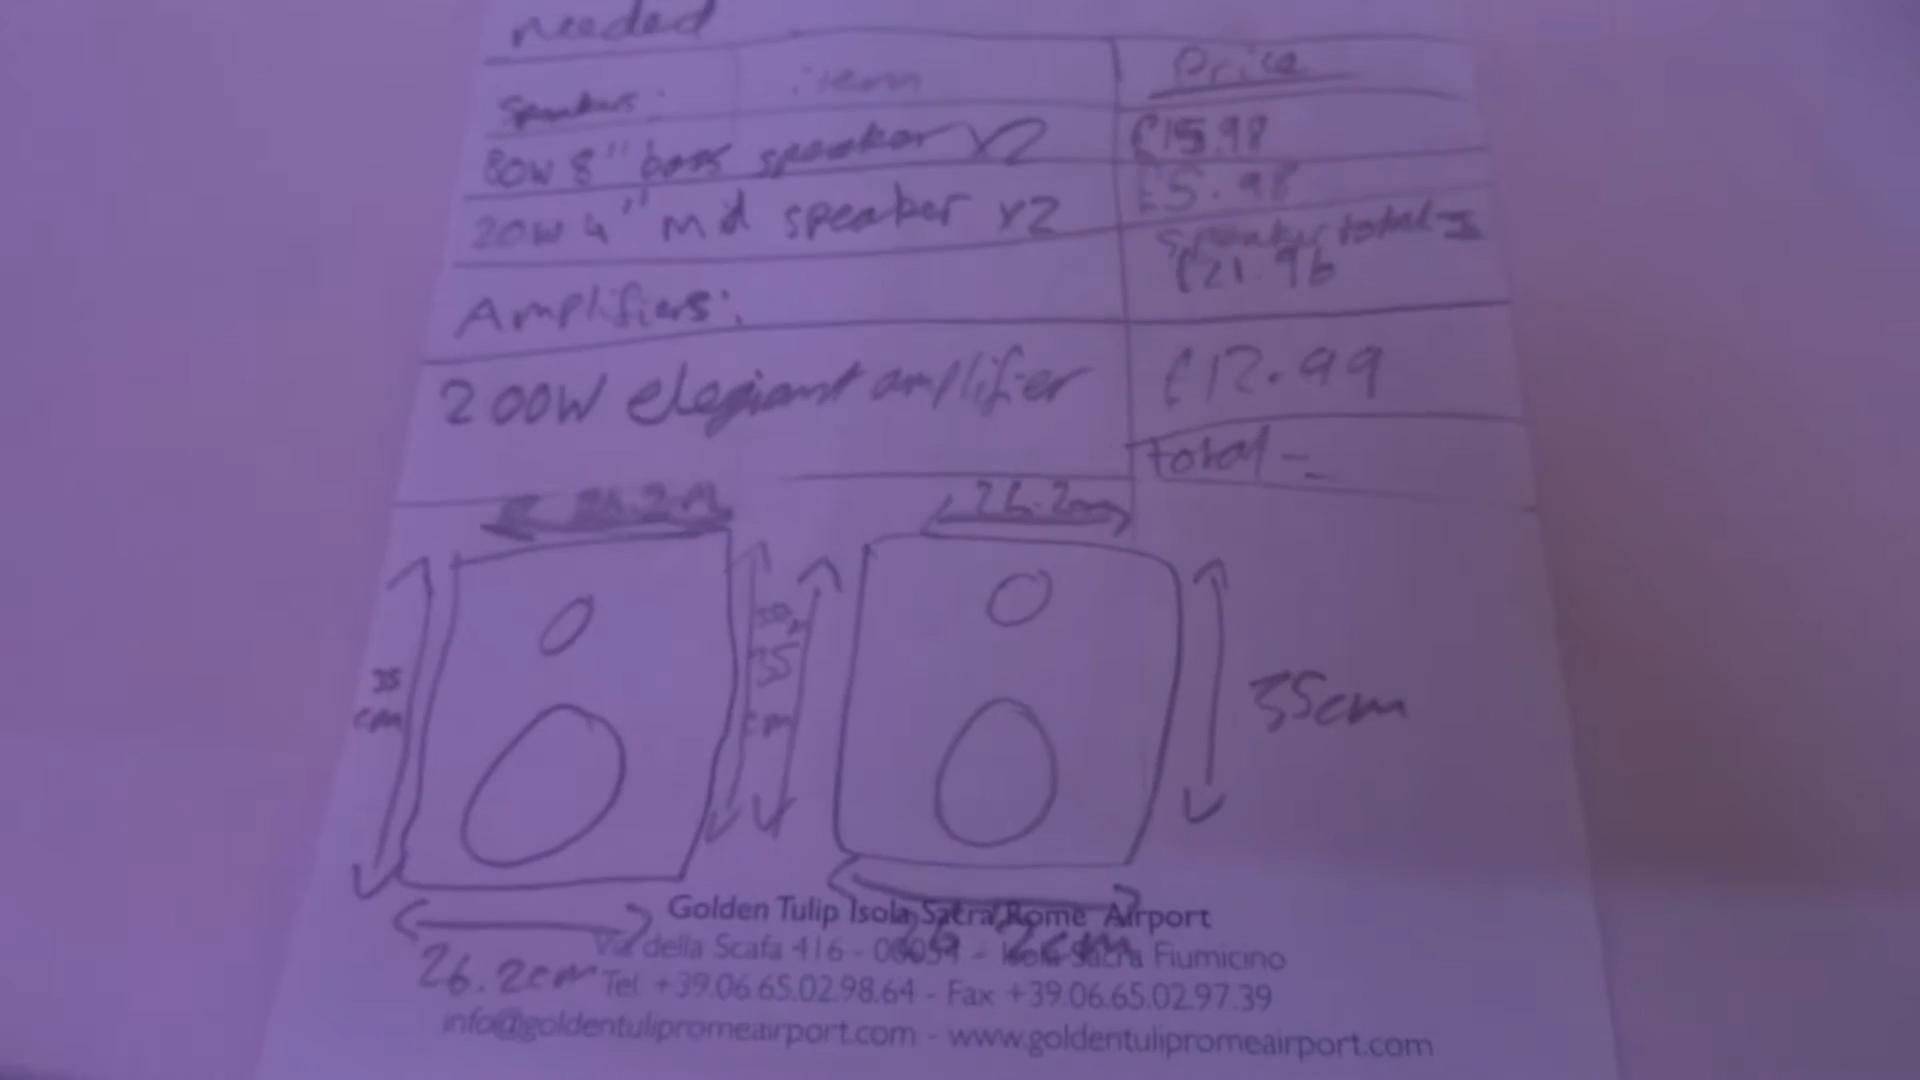 needed
Speakers: item Price
80W 8" bass speaker x2 £15.98
20W 4" mid speaker x2 £5.98
Speaker total =
£21.96
Amplifiers:
200W elegiant amplifier £12.99
total =
26.2cm
35
cm
35
cm
35cm
26.2cm
26.2cm
Golden Tulip Isola Sacra Rome Airport
Via della Scafa 416 - 00054 - Isola Sacra Fiumicino
Tel +39.06.65.02.98.64 - Fax +39.06.65.02.97.39
info@goldentulipromeairport.com - www.goldentulipromeairport.com